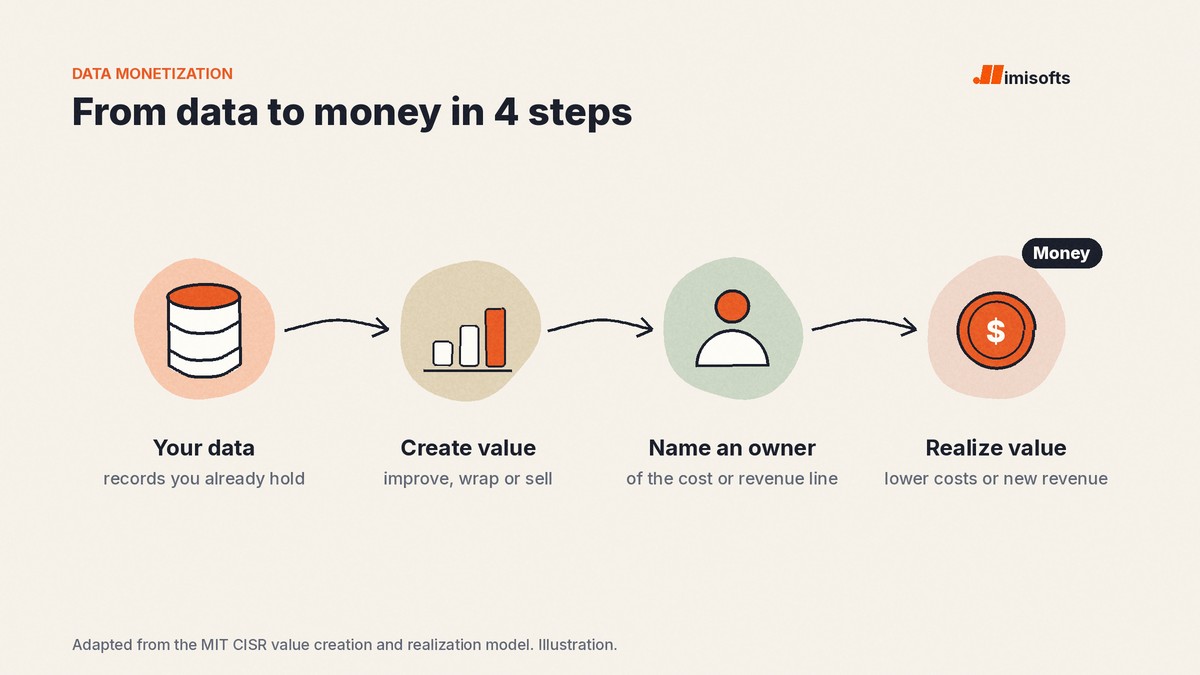 DATA MONETIZATION
From data to money in 4 steps
imisofts
Money
$
Your data
records you already hold
Create value
improve, wrap or sell
Name an owner
of the cost or revenue line
Realize value
lower costs or new revenue
Adapted from the MIT CISR value creation and realization model. Illustration.